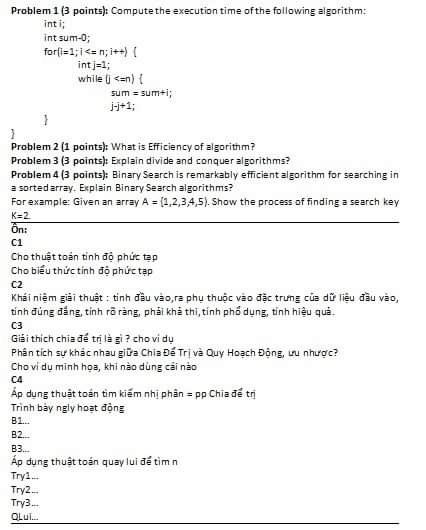 Problem 1 (3 points): Compute the execution time of the following algorithm:
int i;
int sum-0;
for(i=1; i <= n; i++) {
int j=1;
while (j <=n) {
sum = sum+i;
j-j+1;
}
}
Problem 2 (1 points): What is Efficiency of algorithm?
Problem 3 (3 points): Explain divide and conquer algorithms?
Problem 4 (3 points): Binary Search is remarkably efficient algorithm for searching in
a sorted array. Explain Binary Search algorithms?
For example: Given an array A = {1,2,3,4,5}. Show the process of finding a search key
K=2.
Ôn:
C1
Cho thuật toán tính độ phức tạp
Cho biểu thức tính độ phức tạp
C2
Khái niệm giải thuật : tính đầu vào,ra phụ thuộc vào đặc trưng của dữ liệu đầu vào,
tính đúng đắng, tính rõ ràng, phải khả thi, tính phổ dụng, tính hiệu quả.
C3
Giải thích chia để trị là gì ? cho ví dụ
Phân tích sự khác nhau giữa Chia Để Trị và Quy Hoạch Động, ưu nhược?
Cho ví dụ minh họa, khi nào dùng cái nào
C4
Áp dụng thuật toán tìm kiếm nhị phân = pp Chia để trị
Trình bày ngly hoạt động
B1...
B2...
B3...
Áp dụng thuật toán quay lui để tìm n
Try1...
Try2...
Try3...
QLui...